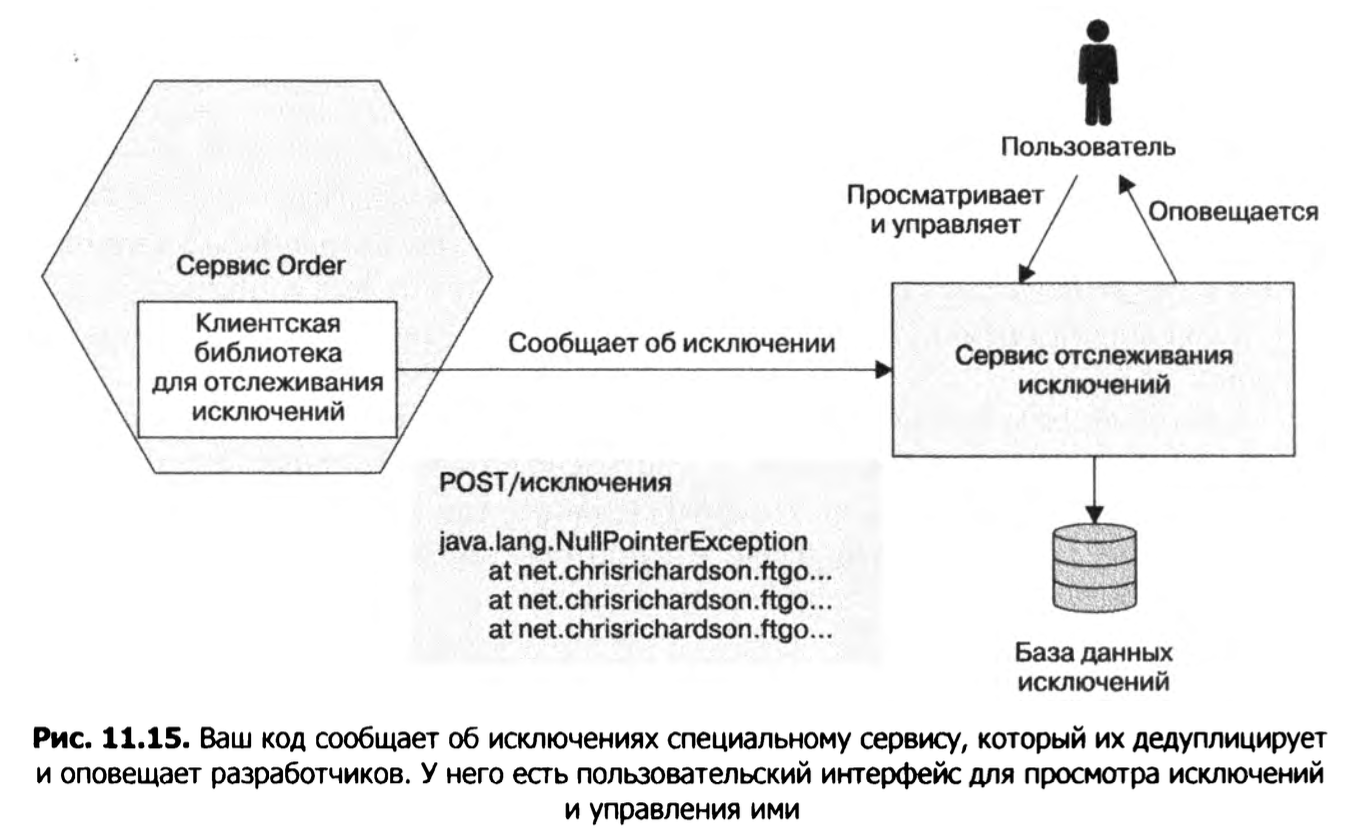 Пользователь
Просматривает
и управляет
Оповещается
Сервис Order
Клиентская
библиотека
для отслеживания
исключений
Сообщает об исключении
Сервис отслеживания
исключений
POST/исключения
java.lang.NullPointerException
at net.chrisrichardson.ftgo...
at net.chrisrichardson.ftgo...
at net.chrisrichardson.ftgo...
База данных
исключений
Рис. 11.15. Ваш код сообщает об исключениях специальному сервису, который их дедуплицирует
и оповещает разработчиков. У него есть пользовательский интерфейс для просмотра исключений
и управления ими